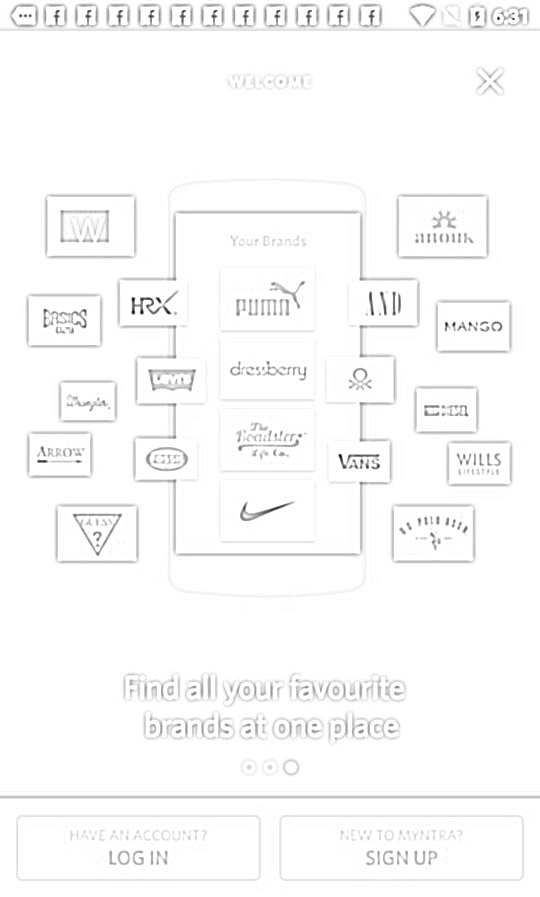 6:31
WELCOME
W
anouk
Your Brands
HRX
PUMA
AND
BASICS
MANGO
LEVI'S
dressberry
Wrangler
DIESEL
The
Roadster
Life Co.
ARROW
VANS
WILLS
LIFESTYLE
GUESS
?
U.S. POLO ASSN.
Find all your favourite
brands at one place
HAVE AN ACCOUNT?
LOG IN
NEW TO MYNTRA?
SIGN UP